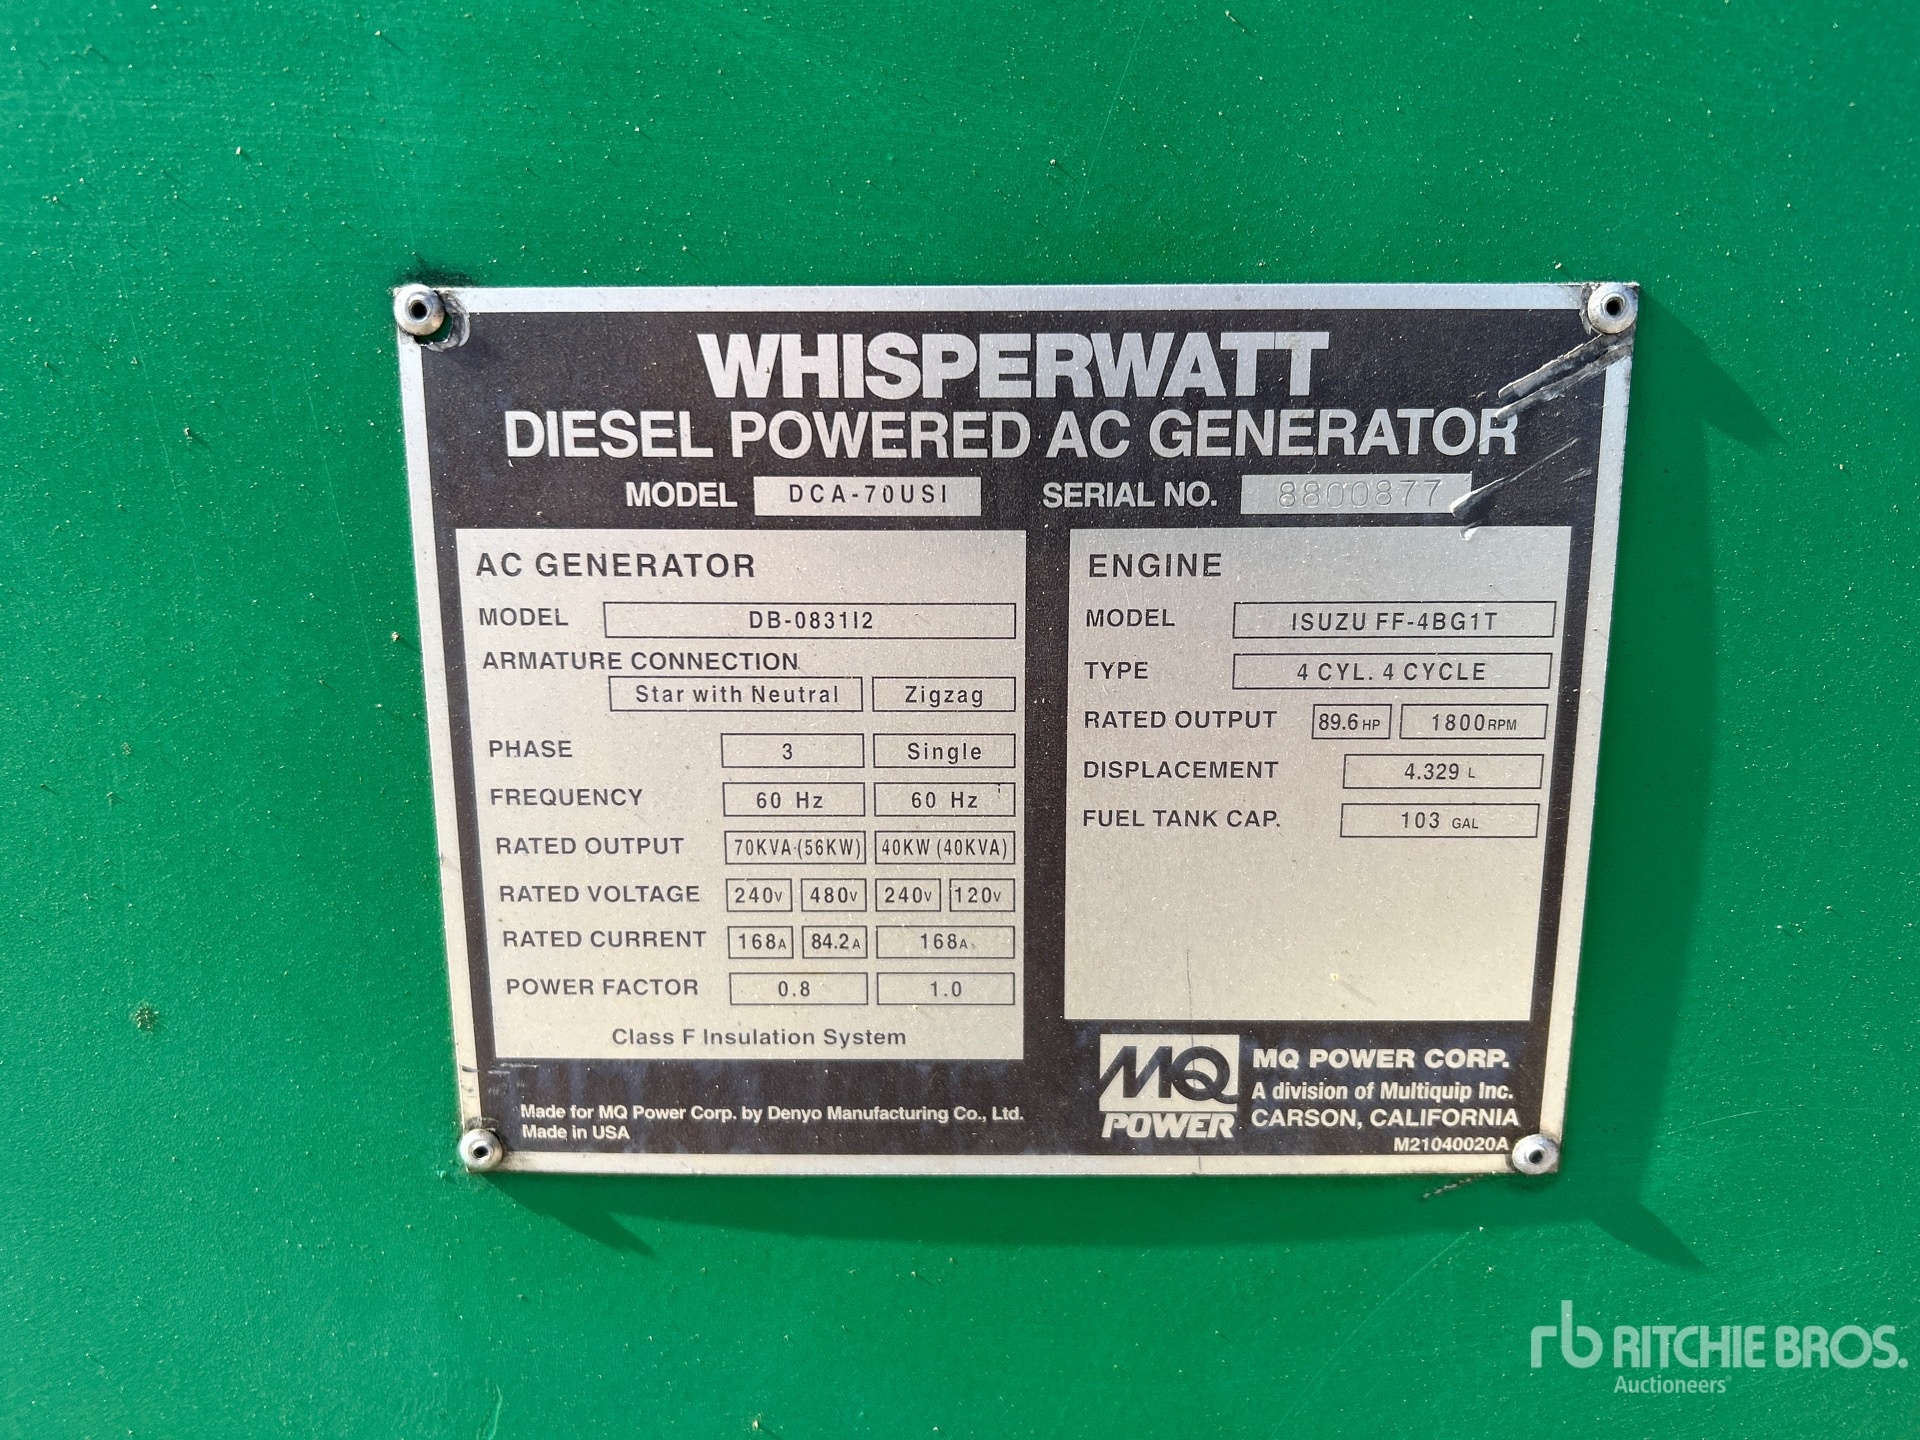 WHISPERWATT
DIESEL POWERED AC GENERATOR
MODEL DCA-70USI SERIAL NO. 8800877
AC GENERATOR
MODEL DB-0831I2
ARMATURE CONNECTION
Star with Neutral Zigzag
PHASE 3 Single
FREQUENCY 60 Hz 60 Hz
RATED OUTPUT 70KVA (56KW) 40KW (40KVA)
RATED VOLTAGE 240V 480V 240V 120V
RATED CURRENT 168A 84.2A 168A
POWER FACTOR 0.8 1.0
Class F Insulation System
ENGINE
MODEL ISUZU FF-4BG1T
TYPE 4 CYL. 4 CYCLE
RATED OUTPUT 89.6 HP 1800 RPM
DISPLACEMENT 4.329 L
FUEL TANK CAP. 103 GAL
Made for MQ Power Corp. by Denyo Manufacturing Co., Ltd.
Made in USA
MQ
POWER
MQ POWER CORP.
A division of Multiquip Inc.
CARSON, CALIFORNIA
M21040020A
rb RITCHIE BROS.
Auctioneers